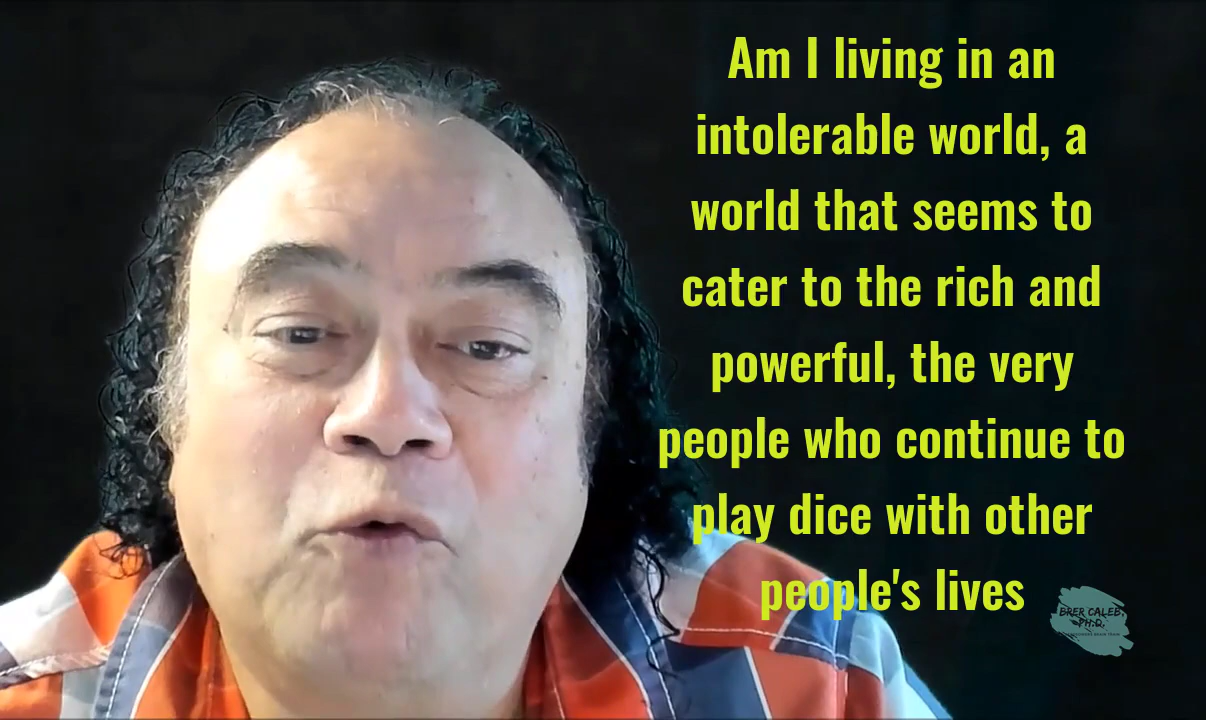 Am I living in an
intolerable world, a
world that seems to
cater to the rich and
powerful, the very
people who continue to
play dice with other
people's lives
BRER CALEB,
PH.D.